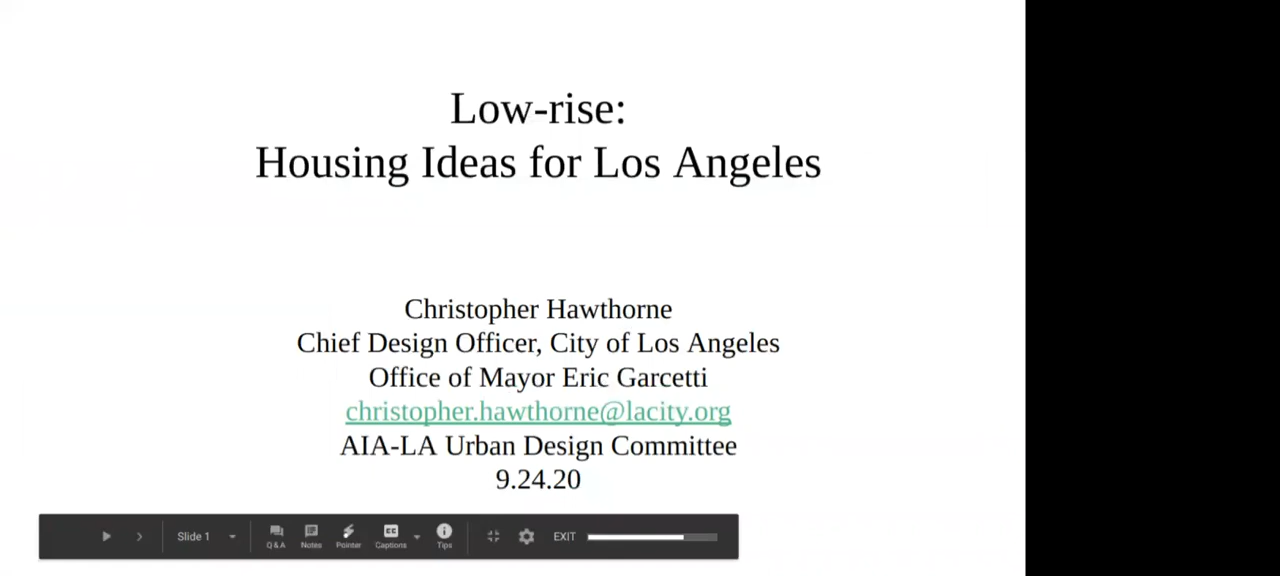 Low-rise:
Housing Ideas for Los Angeles
Christopher Hawthorne
Chief Design Officer, City of Los Angeles
Office of Mayor Eric Garcetti
christopher.hawthorne@lacity.org
AIA-LA Urban Design Committee
9.24.20
Slide 1
Q & A
Notes
Pointer
CC
Captions
Tips
EXIT